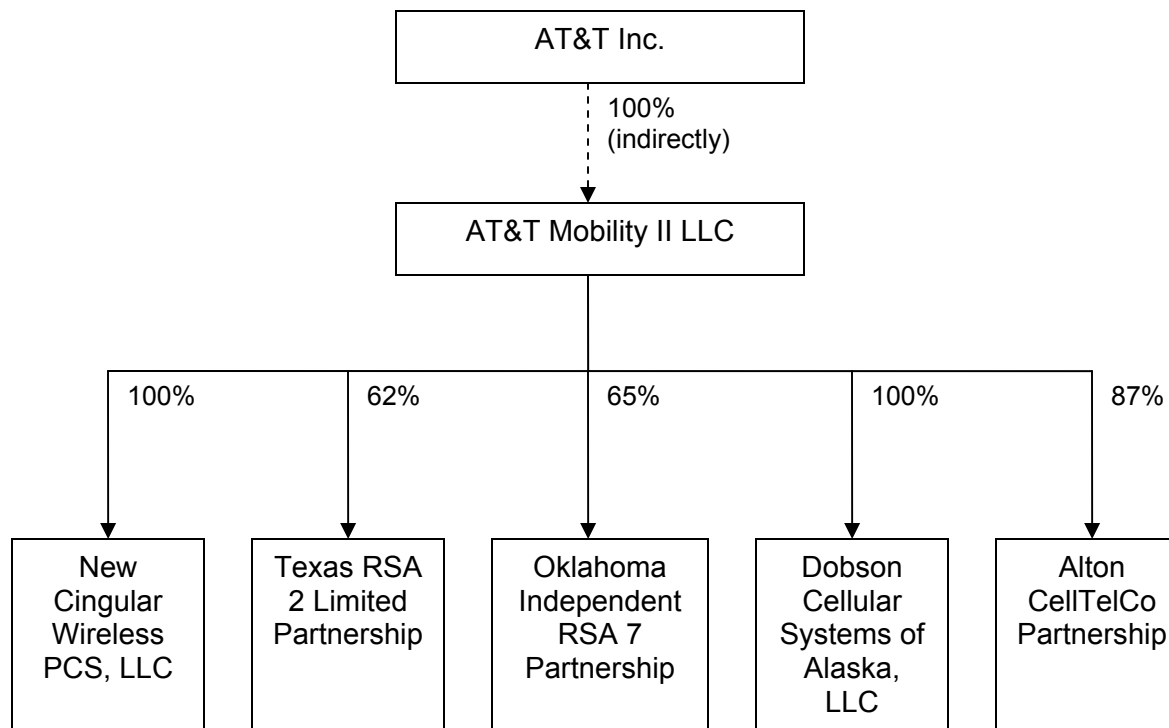 AT&T Inc.
100%
(indirectly)
AT&T Mobility II LLC
100%
62%
65%
100%
87%
New
Cingular
Wireless
PCS, LLC
Texas RSA
2 Limited
Partnership
Oklahoma
Independent
RSA 7
Partnership
Dobson
Cellular
Systems of
Alaska,
LLC
Alton
CellTelCo
Partnership